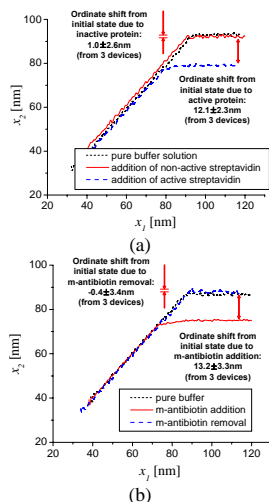 Ordinate shift from
initial state due to
inactive protein:
1.0±2.6nm
(from 3 devices)
Ordinate shift from
initial state due to
active protein:
12.1±2.3nm
(from 3 devices)
x2 [nm]
100
80
60
40
20
pure buffer solution
addition of non-active streptavidin
addition of active streptavidin
20 40 60 80 100 120
x1 [nm]
(a)
Ordinate shift from
initial state due to
m-antibiotin removal:
-0.4±3.4nm
(from 3 devices)
Ordinate shift from
initial state due to
m-antibiotin addition:
13.2±3.3nm
(from 3 devices)
x2 [nm]
100
80
60
40
20
pure buffer
m-antibiotin addition
m-antibiotin removal
20 40 60 80 100 120
x1 [nm]
(b)